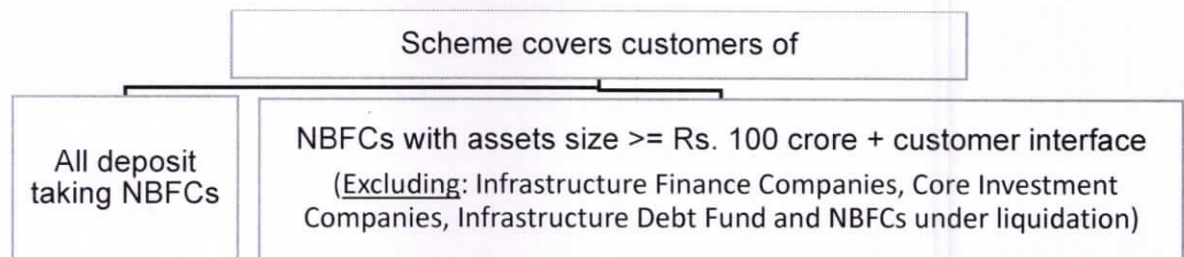 Scheme covers customers of
All deposit
taking NBFCs
NBFCs with assets size >= Rs. 100 crore + customer interface
(Excluding: Infrastructure Finance Companies, Core Investment
Companies, Infrastructure Debt Fund and NBFCs under liquidation)